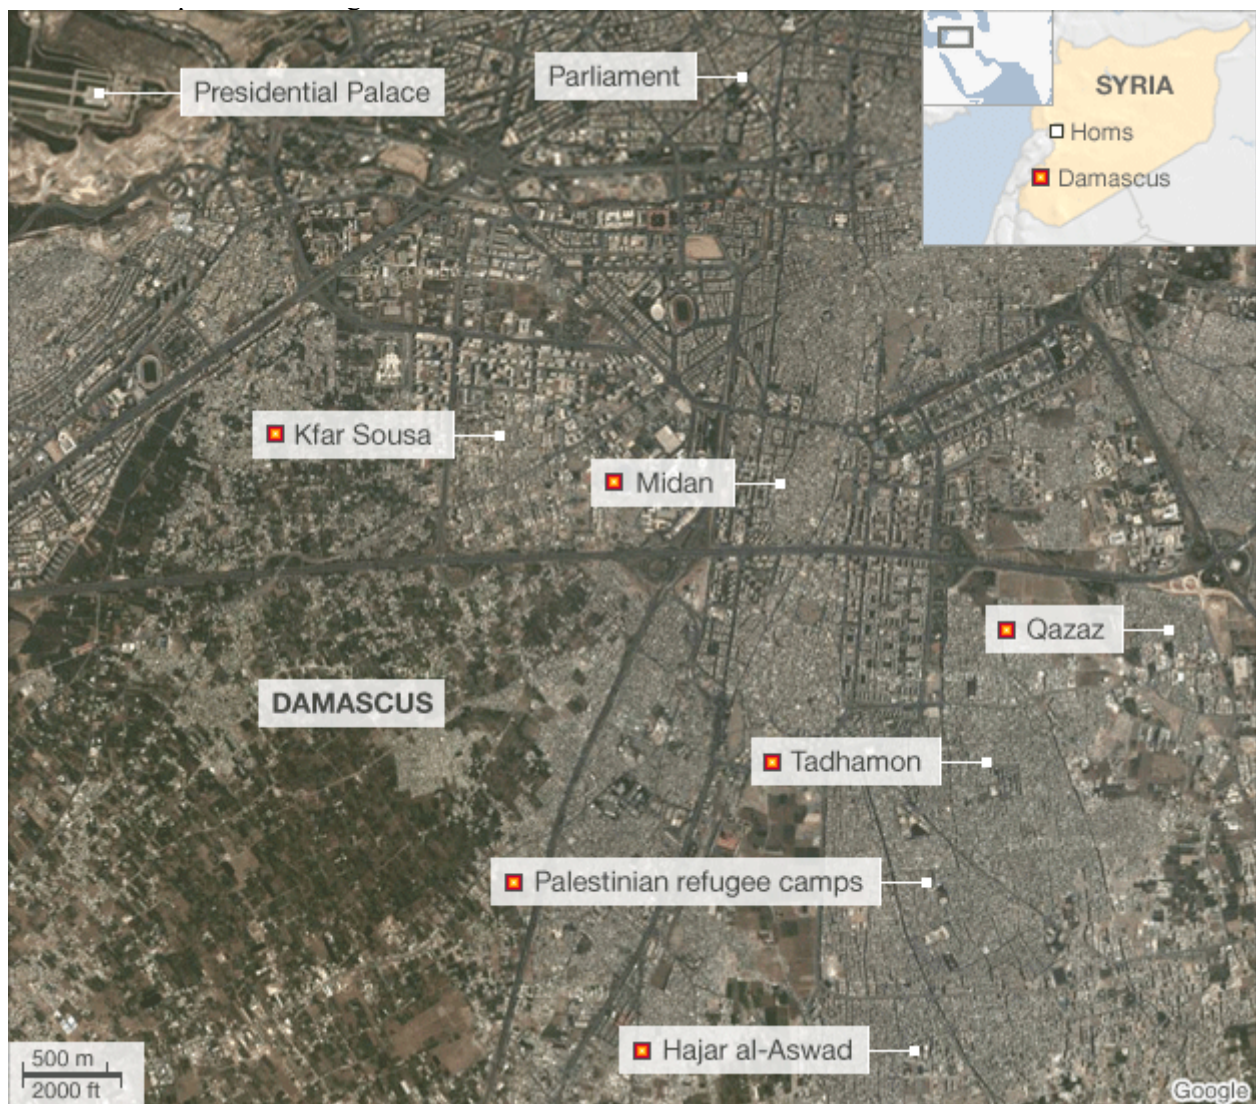 Presidential Palace
Parliament
SYRIA
Homs
Damascus
Kfar Sousa
Midan
Qazaz
DAMASCUS
Tadhamon
Palestinian refugee camps
Hajar al-Aswad
500 m
2000 ft
Google